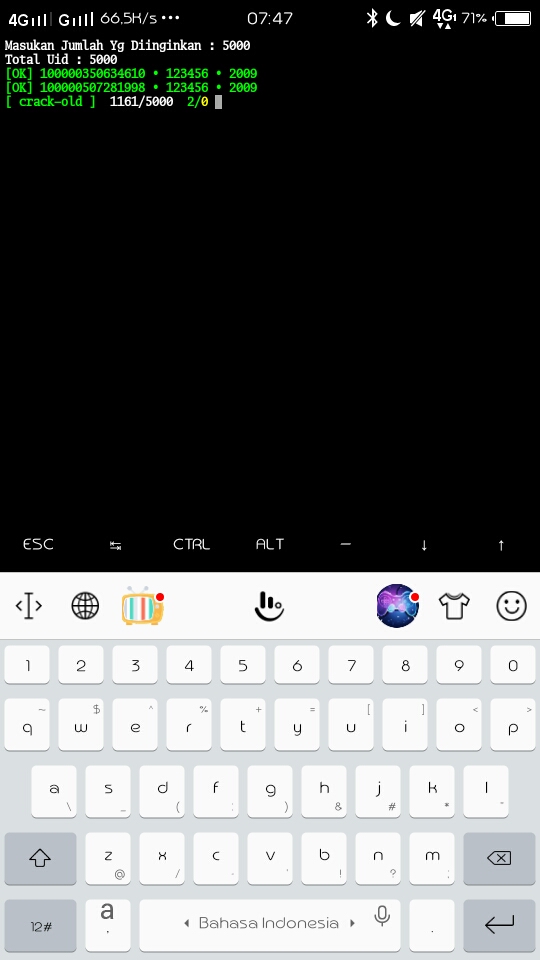 4G G 66,5K/s ••• 07:47 4G 71%
Masukan Jumlah Yg Diinginkan : 5000
Total Uid : 5000
[OK] 100000350634610 • 123456 • 2009
[OK] 100000507281998 • 123456 • 2009
[ crack-old ] 1161/5000 2/0
ESC ↹ CTRL ALT — ↓ ↑
1 2 3 4 5 6 7 8 9 0
~ $ ^ % + = [ ] < >
q w e r t y u i o p
a s d f g h j k l
\ _ ( : ) & # * "
z x c v b n m
@ / - ' ! ? ;
12# a , Bahasa Indonesia .